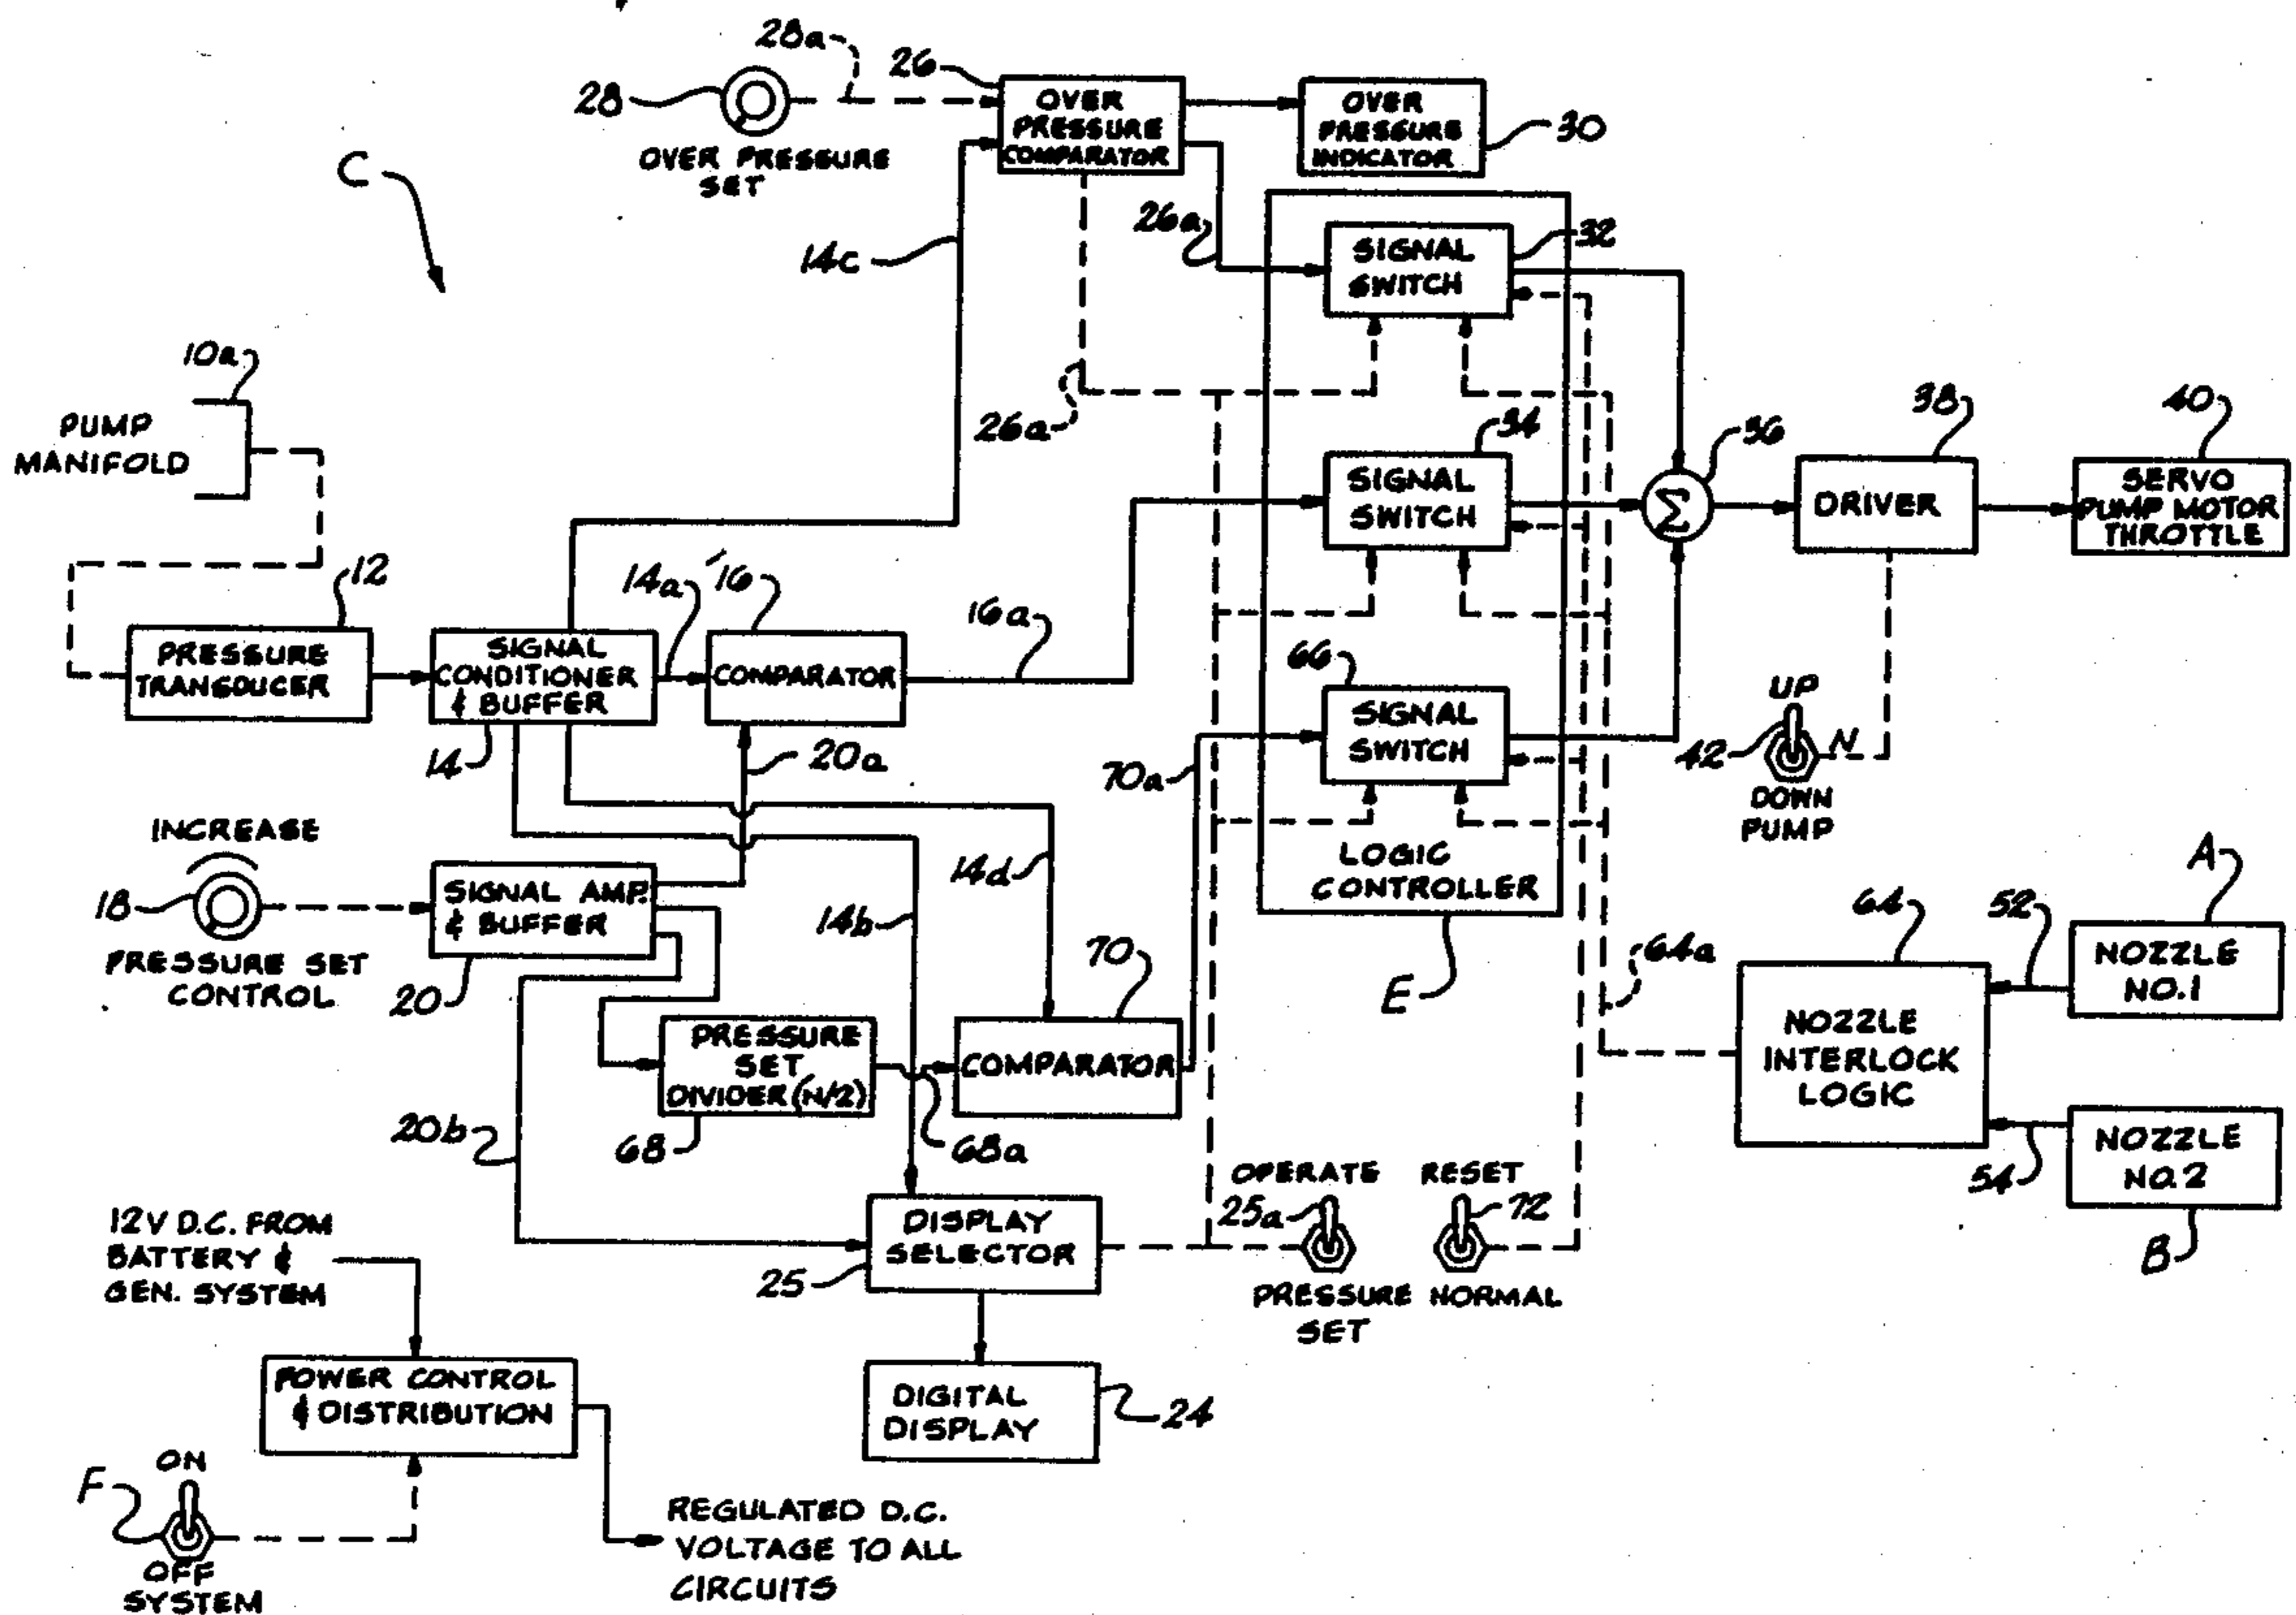 28a
28
26
OVER PRESSURE
SET
OVER
PRESSURE
COMPARATOR
OVER
PRESSURE
INDICATOR
30
C
14c
26a
26a
SIGNAL
SWITCH
32
10a
PUMP
MANIFOLD
12
PRESSURE
TRANSDUCER
SIGNAL
CONDITIONER
& BUFFER
14
14a
16
COMPARATOR
16a
34
SIGNAL
SWITCH
66
SIGNAL
SWITCH
LOGIC
CONTROLLER
E
36
Σ
38
DRIVER
40
SERVO
PUMP MOTOR
THROTTLE
UP
42
N
DOWN
PUMP
20a
70a
INCREASE
18
PRESSURE SET
CONTROL
SIGNAL AMP.
& BUFFER
20
14b
14d
70
PRESSURE
SET
DIVIDER (N/2)
68
68a
COMPARATOR
20b
64
64a
52
A
NOZZLE
NO.1
NOZZLE
INTERLOCK
LOGIC
54
NOZZLE
NO.2
B
12V D.C. FROM
BATTERY &
GEN. SYSTEM
DISPLAY
SELECTOR
25
OPERATE
25a
PRESSURE
SET
RESET
72
NORMAL
POWER CONTROL
& DISTRIBUTION
DIGITAL
DISPLAY
24
F
ON
OFF
SYSTEM
REGULATED D.C.
VOLTAGE TO ALL
CIRCUITS